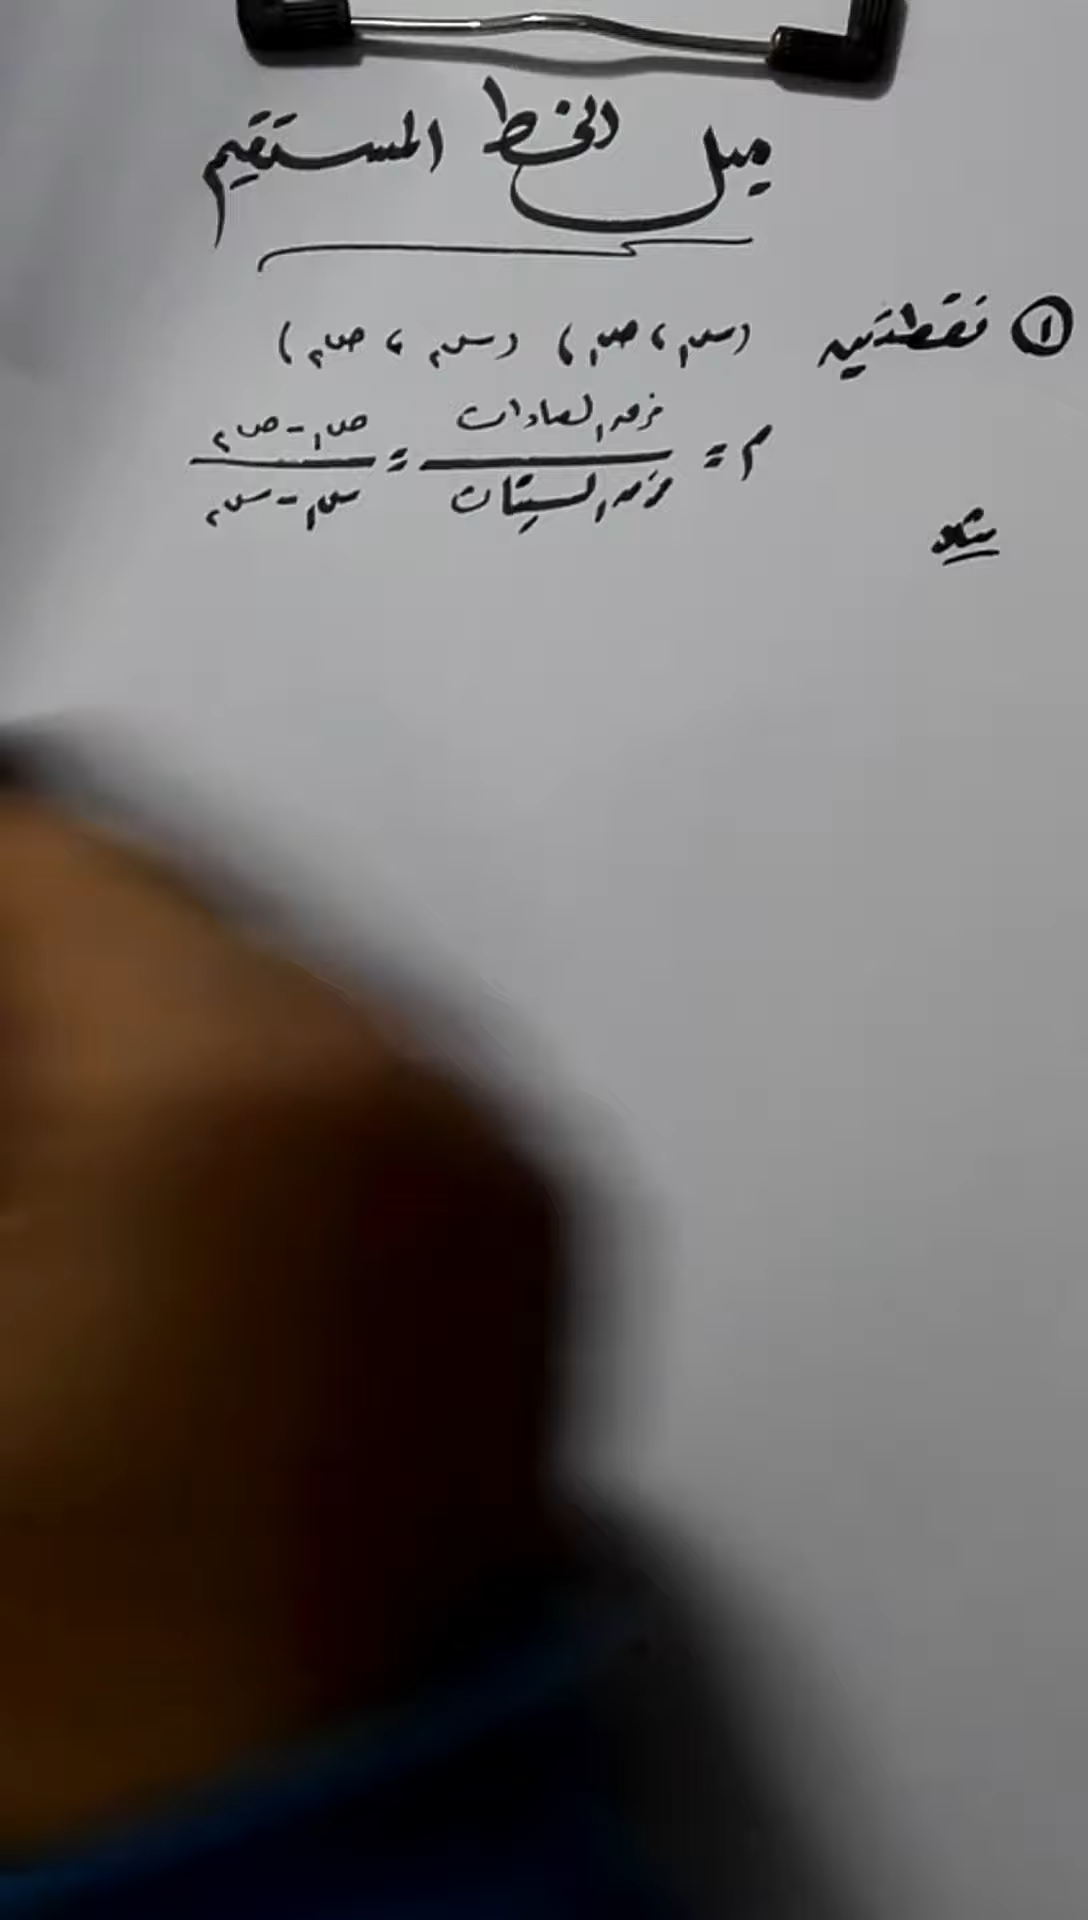 ميل الخط المستقيم
① نقطتين (س١ ، ص١) ، (س٢ ، ص٢)
م = فرق الصادات / فرق السينات = ص١ - ص٢ / س١ - س٢
مثال